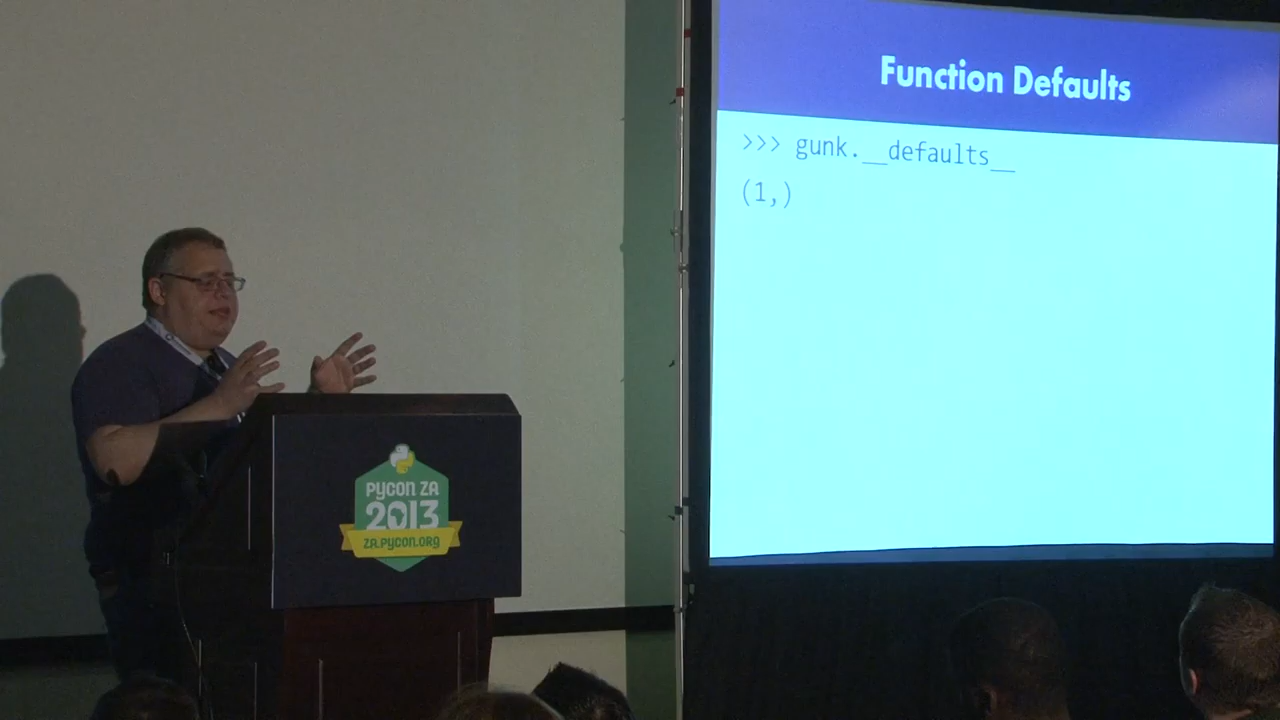 Function Defaults
>>> gunk.__defaults__
(1,)
PYCON ZA
2013
ZA.PYCON.ORG